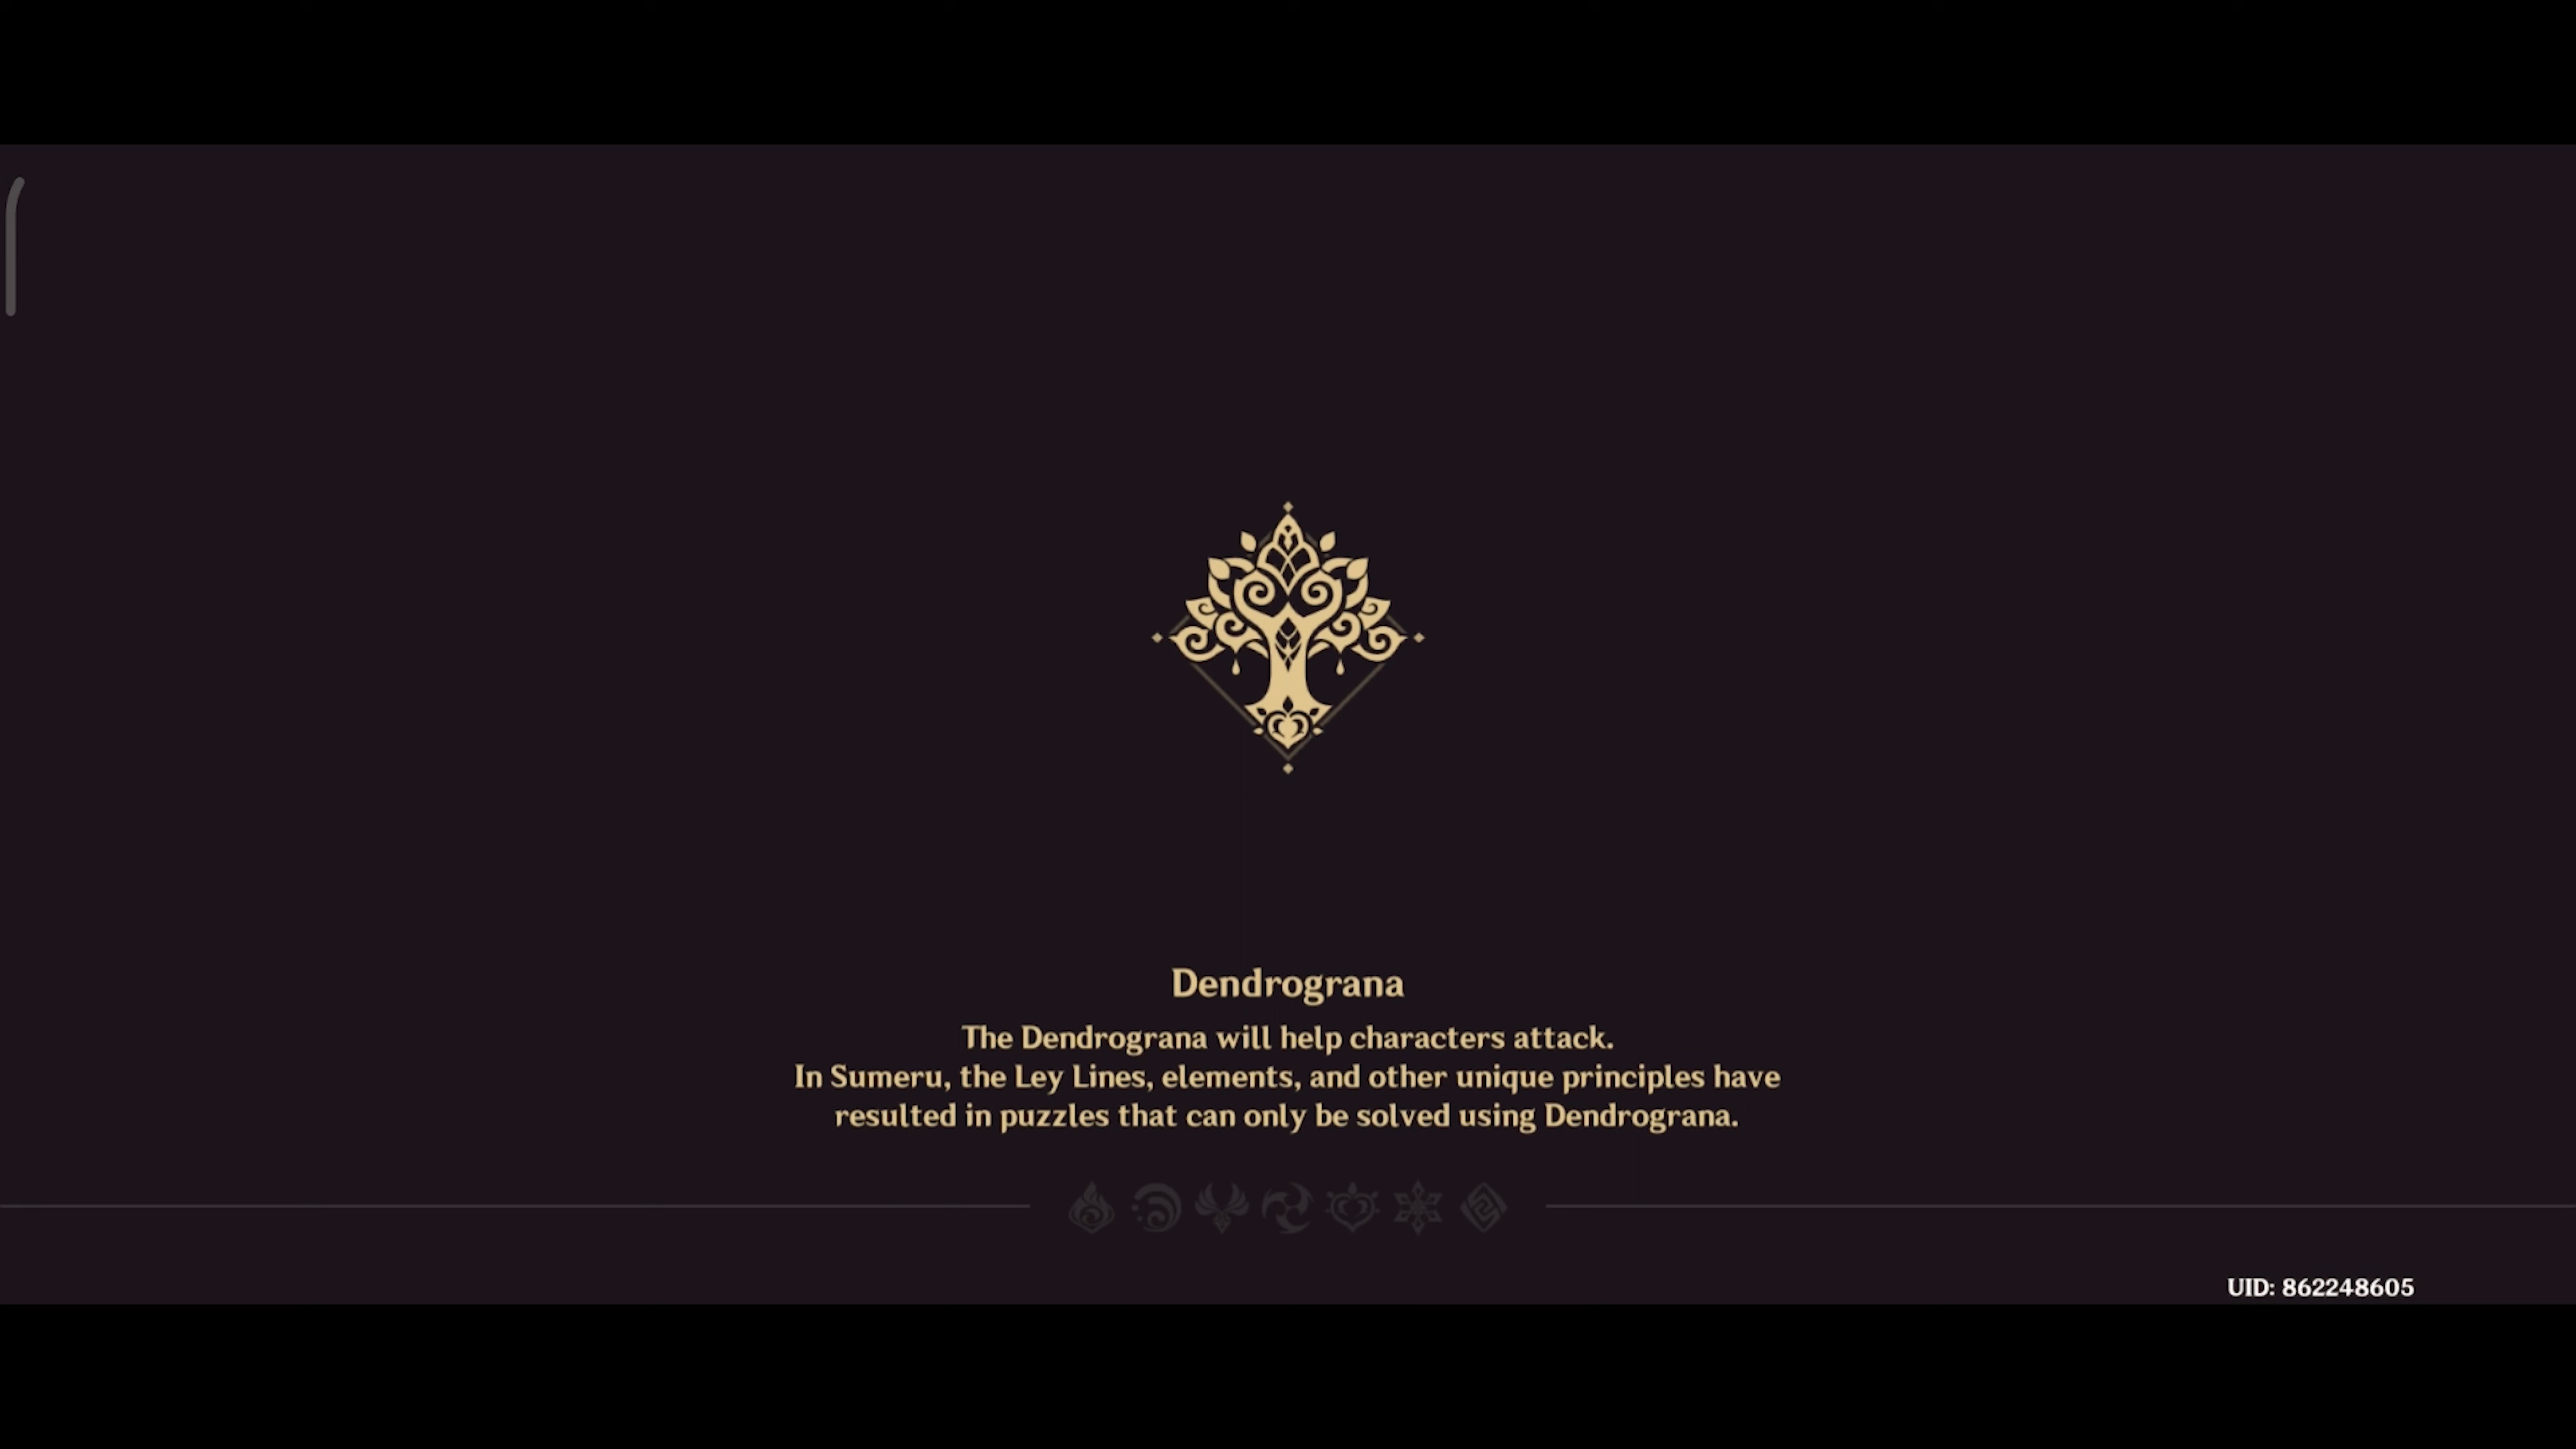 Dendrograna
The Dendrograna will help characters attack.
In Sumeru, the Ley Lines, elements, and other unique principles have
resulted in puzzles that can only be solved using Dendrograna.
UID: 862248605